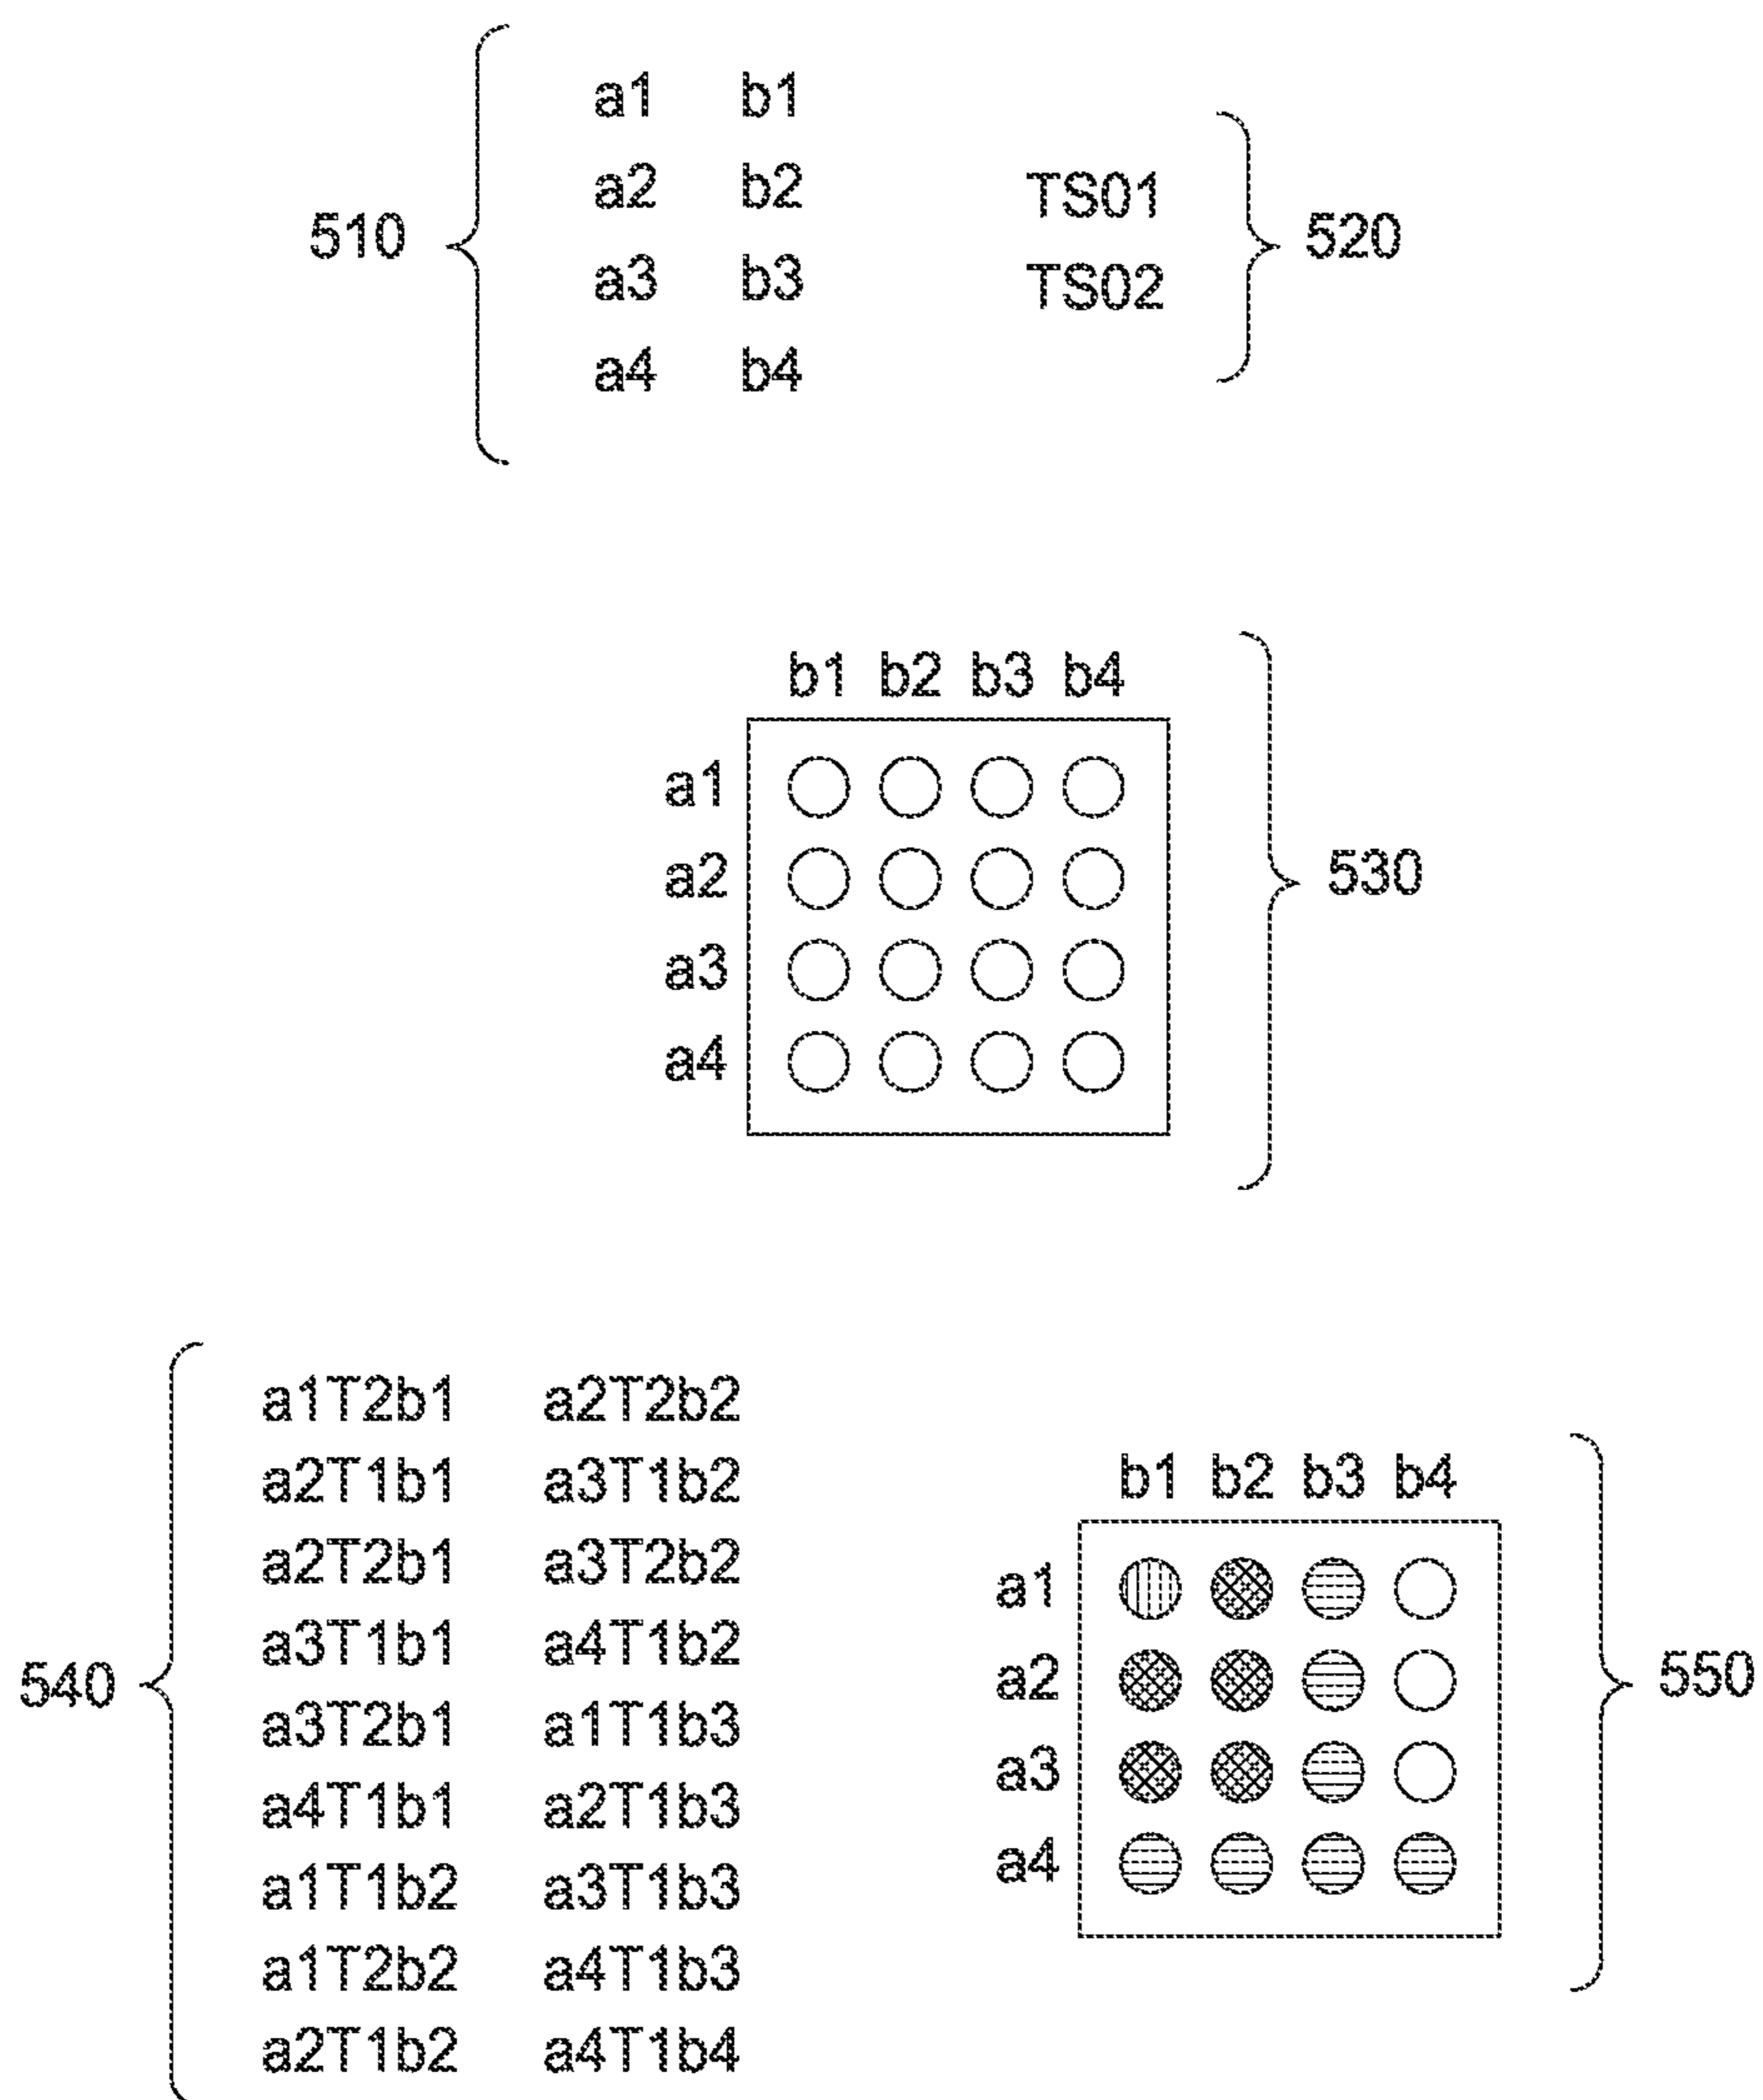 a1 b1
a2 b2
a3 b3
a4 b4
510
TS01
TS02
520
b1 b2 b3 b4
a1
a2
a3
a4
530
540
a1T2b1 a2T2b2
a2T1b1 a3T1b2
a2T2b1 a3T2b2
a3T1b1 a4T1b2
a3T2b1 a1T1b3
a4T1b1 a2T1b3
a1T1b2 a3T1b3
a1T2b2 a4T1b3
a2T1b2 a4T1b4
b1 b2 b3 b4
a1
a2
a3
a4
550